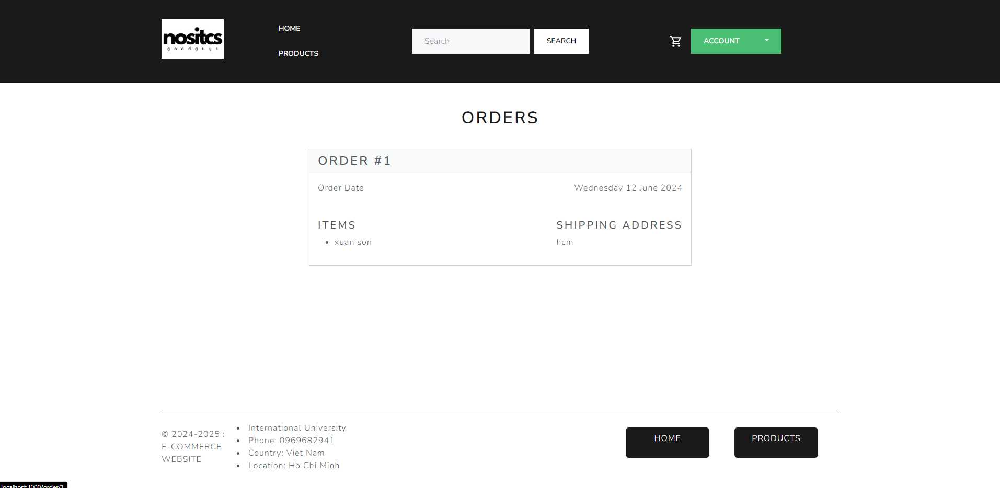 nositcs
goodguys
HOME
PRODUCTS
Search
SEARCH
ACCOUNT
ORDERS
ORDER #1
Order Date
Wednesday 12 June 2024
ITEMS
SHIPPING ADDRESS
• xuan son
hcm
© 2024-2025 :
E-COMMERCE
WEBSITE
• International University
• Phone: 0969682941
• Country: Viet Nam
• Location: Ho Chi Minh
HOME
PRODUCTS
localhost:3000/order/1